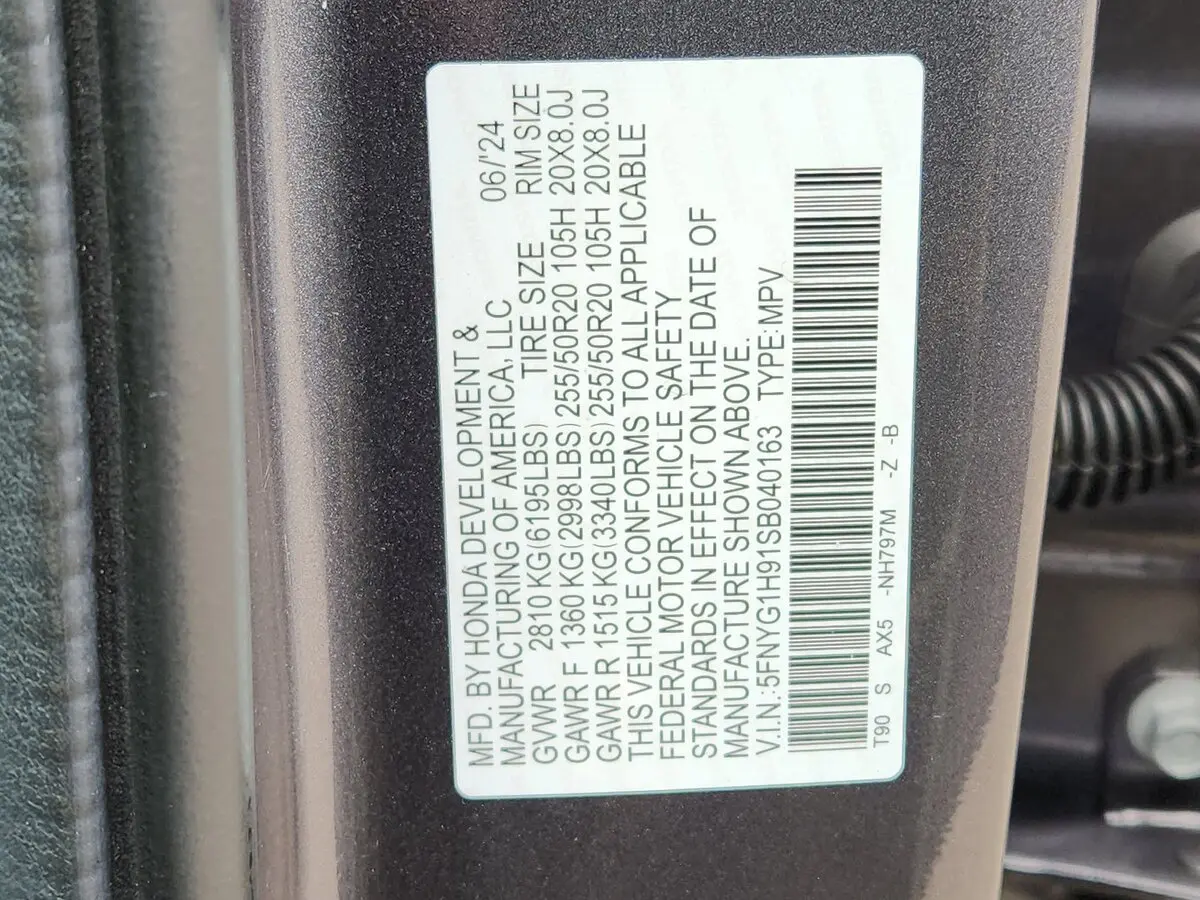 MFD. BY HONDA DEVELOPMENT &
MANUFACTURING OF AMERICA, LLC 06/'24
GVWR 2810 KG(6195LBS) TIRE SIZE RIM SIZE
GAWR F 1360 KG(2998LBS) 255/50R20 105H 20X8.0J
GAWR R 1515 KG(3340LBS) 255/50R20 105H 20X8.0J
THIS VEHICLE CONFORMS TO ALL APPLICABLE
FEDERAL MOTOR VEHICLE SAFETY
STANDARDS IN EFFECT ON THE DATE OF
MANUFACTURE SHOWN ABOVE.
V.I.N.:5FNYG1H91SB040163 TYPE:MPV
T90 S AX5 -NH797M -Z -B